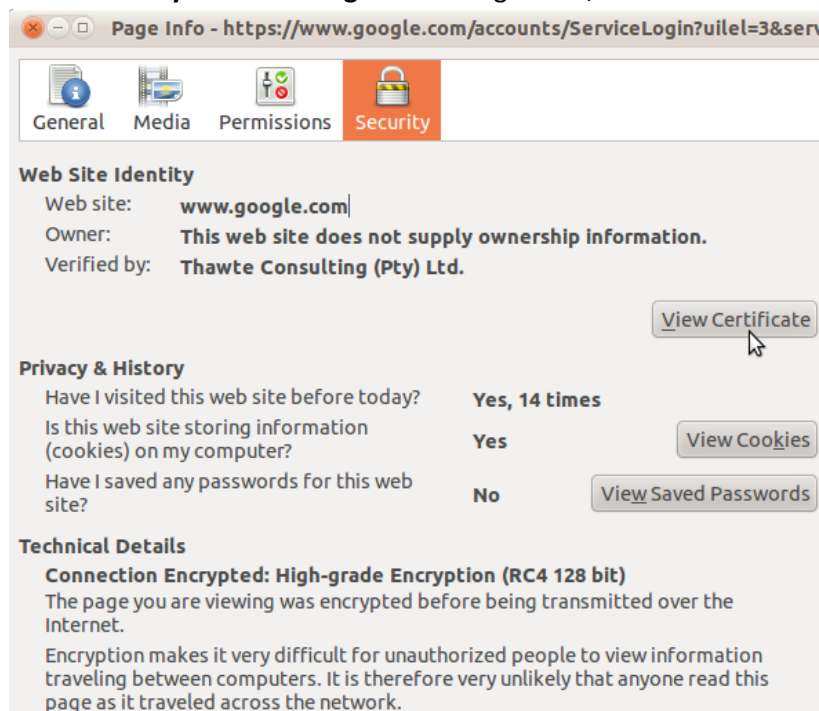 Page Info - https://www.google.com/accounts/ServiceLogin?uilel=3&serv
General Media Permissions Security
Web Site Identity
Web site: www.google.com
Owner: This web site does not supply ownership information.
Verified by: Thawte Consulting (Pty) Ltd.
View Certificate
Privacy & History
Have I visited this web site before today? Yes, 14 times
Is this web site storing information
(cookies) on my computer? Yes View Cookies
Have I saved any passwords for this web
site? No View Saved Passwords
Technical Details
Connection Encrypted: High-grade Encryption (RC4 128 bit)
The page you are viewing was encrypted before being transmitted over the
Internet.
Encryption makes it very difficult for unauthorized people to view information
traveling between computers. It is therefore very unlikely that anyone read this
page as it traveled across the network.